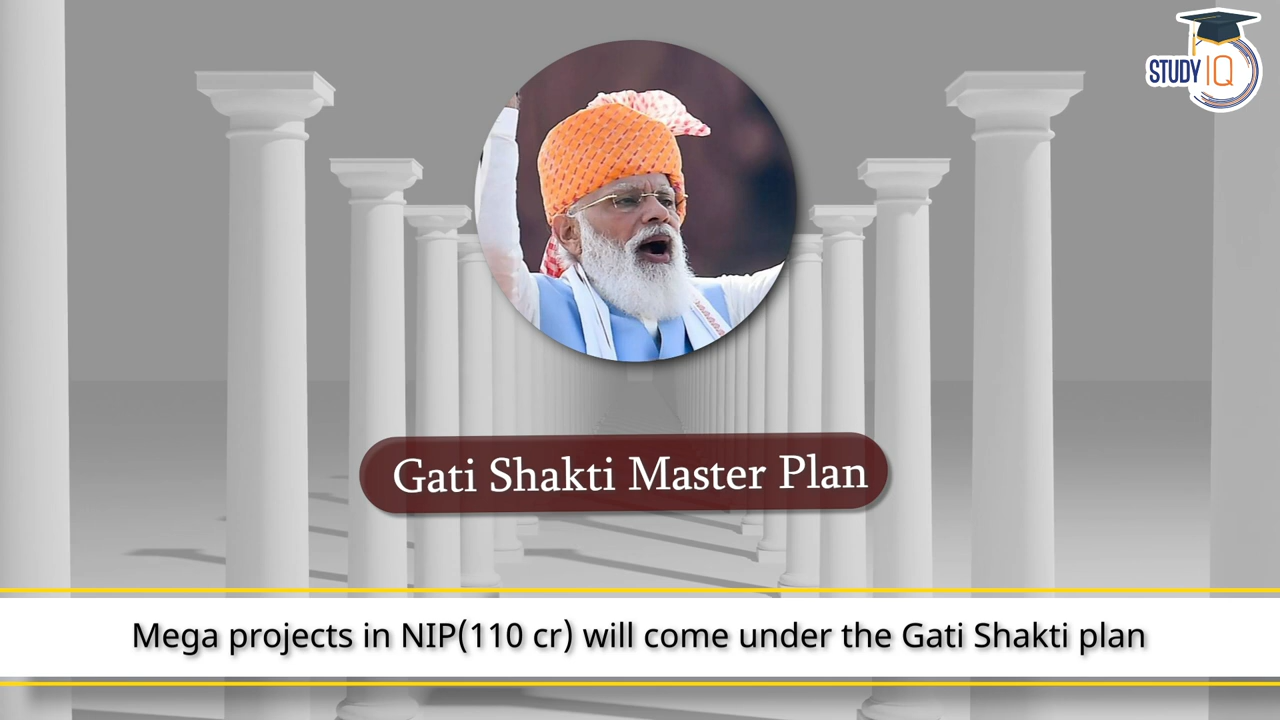 STUDY IQ
Gati Shakti Master Plan
Mega projects in NIP(110 cr) will come under the Gati Shakti plan